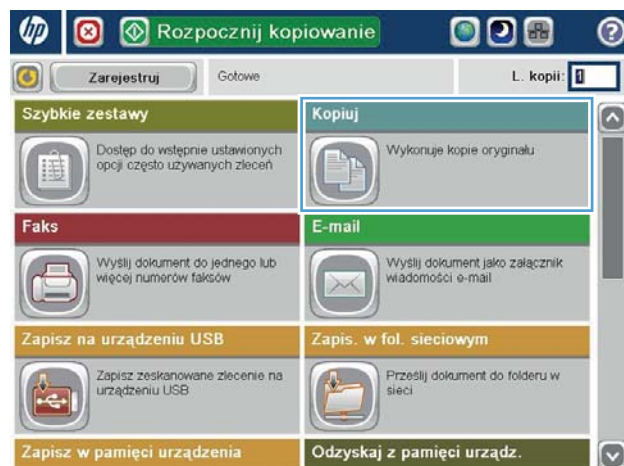 hp
Rozpocznij kopiowanie
?
Zarejestruj
Gotowe
L. kopii: 1
Szybkie zestawy
Dostęp do wstępnie ustawionych
opcji często używanych zleceń
Kopiuj
Wykonuje kopie oryginału
Faks
Wyślij dokument do jednego lub
więcej numerów faksów
E-mail
Wyślij dokument jako załącznik
wiadomości e-mail
Zapisz na urządzeniu USB
Zapisz zeskanowane zlecenie na
urządzeniu USB
Zapis. w fol. sieciowym
Prześlij dokument do folderu w
sieci
Zapisz w pamięci urządzenia
Odzyskaj z pamięci urządz.